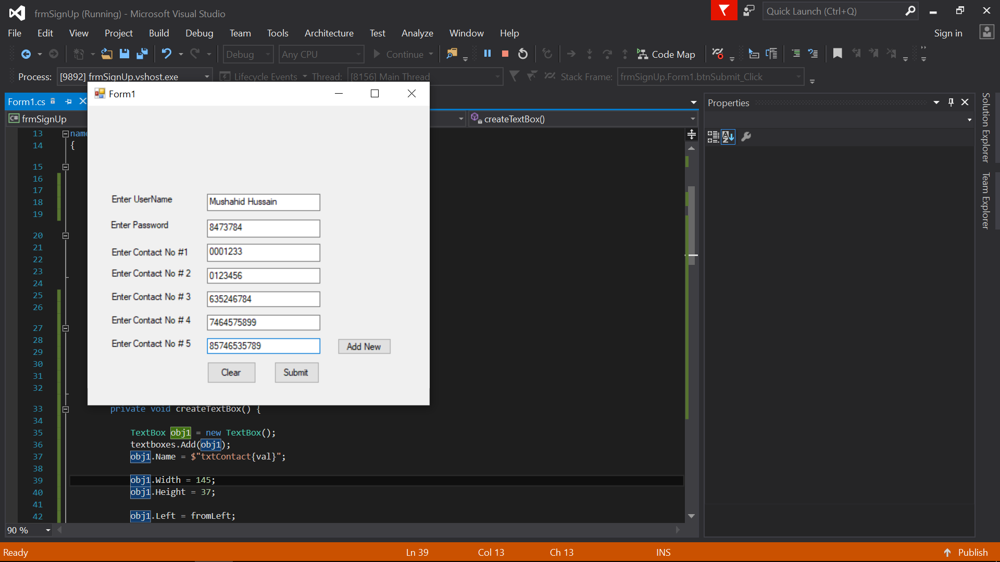 frmSignUp (Running) - Microsoft Visual Studio
Quick Launch (Ctrl+Q)
File Edit View Project Build Debug Team Tools Architecture Test Analyze Window Help
Sign in
Debug Any CPU Continue Code Map
Process: [9892] frmSignUp.vshost.exe Lifecycle Events Thread: [8156] Main Thread Stack Frame: frmSignUp.Form1.btnSubmit_Click
Form1.cs
Form1
Properties
frmSignUp
createTextBox()
Solution Explorer
Team Explorer
Enter UserName Mushahid Hussain
Enter Password 8473784
Enter Contact No #1 0001233
Enter Contact No # 2 0123456
Enter Contact No # 3 635246784
Enter Contact No # 4 7464575899
Enter Contact No # 5 85746535789 Add New
Clear Submit
13 name
14 {
15
16
17
18
19
20
21
22
23
24
25
26
27
28
29
30
31
32
33 private void createTextBox() {
34
35 TextBox obj1 = new TextBox();
36 textboxes.Add(obj1);
37 obj1.Name = $"txtContact{val}";
38
39 obj1.Width = 145;
40 obj1.Height = 37;
41
42 obj1.Left = fromLeft;
90 %
Ready Ln 39 Col 13 Ch 13 INS Publish